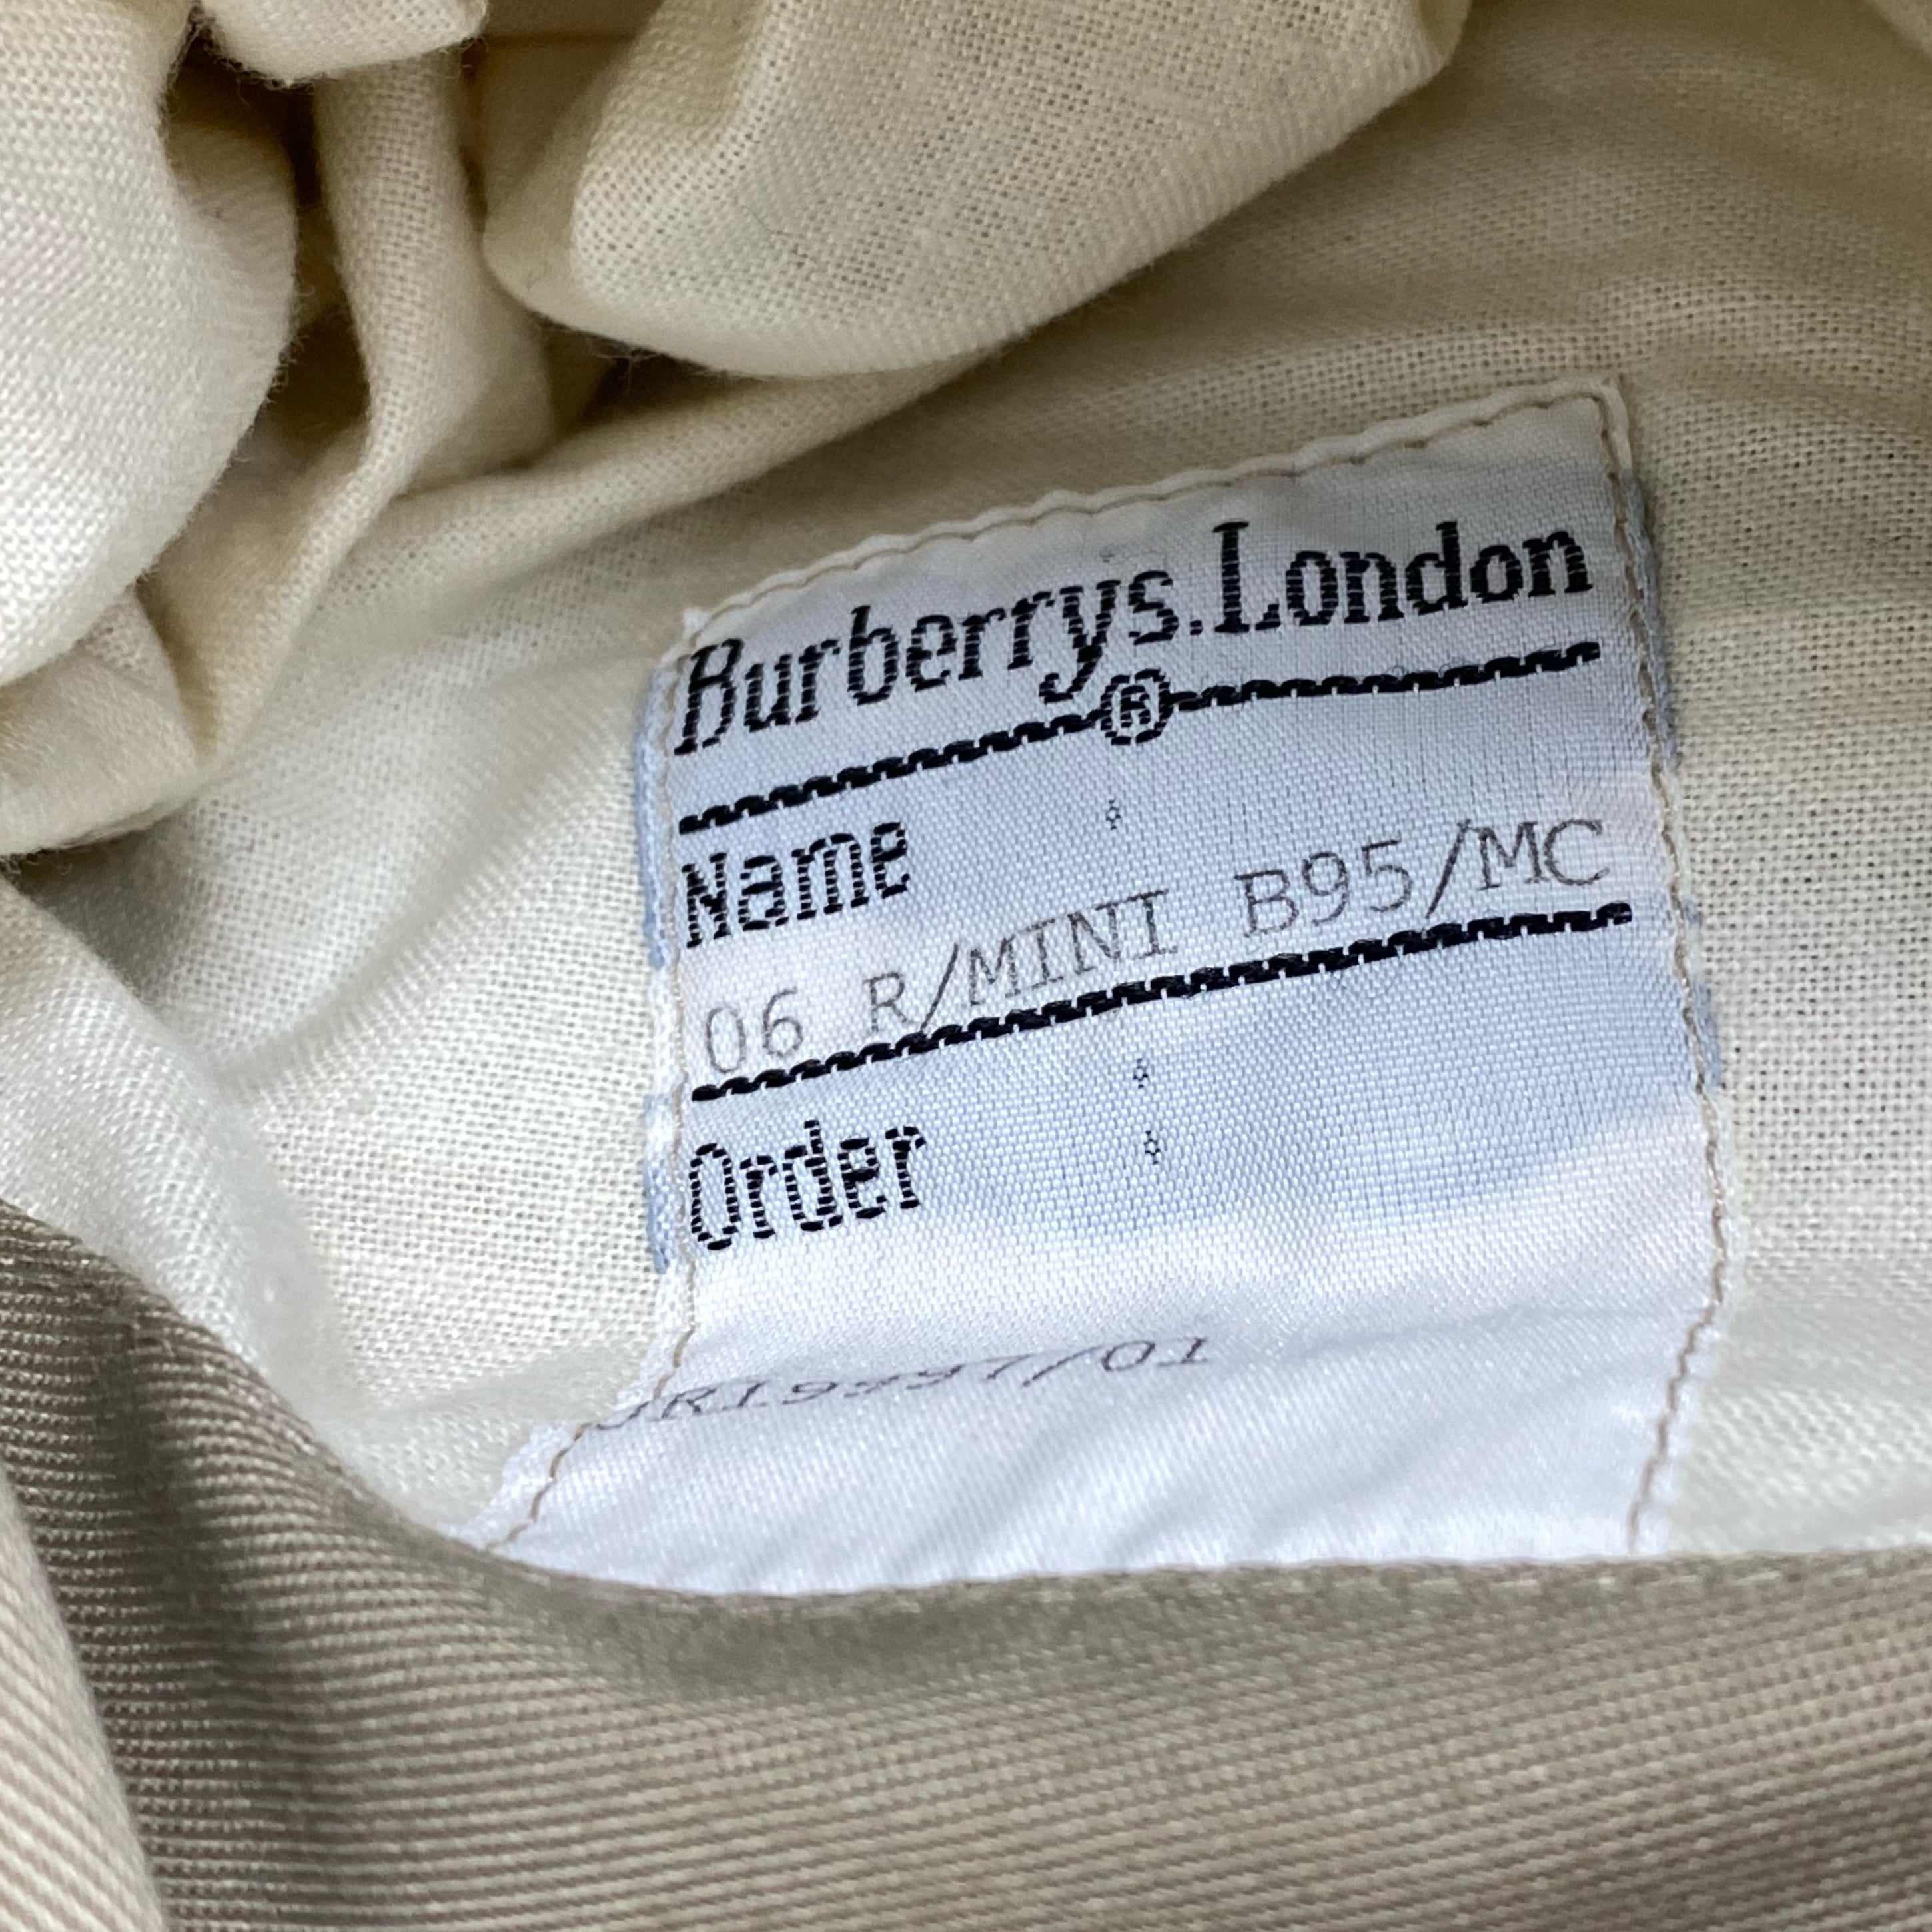 Burberrys.London
®
Name
06 R/MINI B95/MC
Order